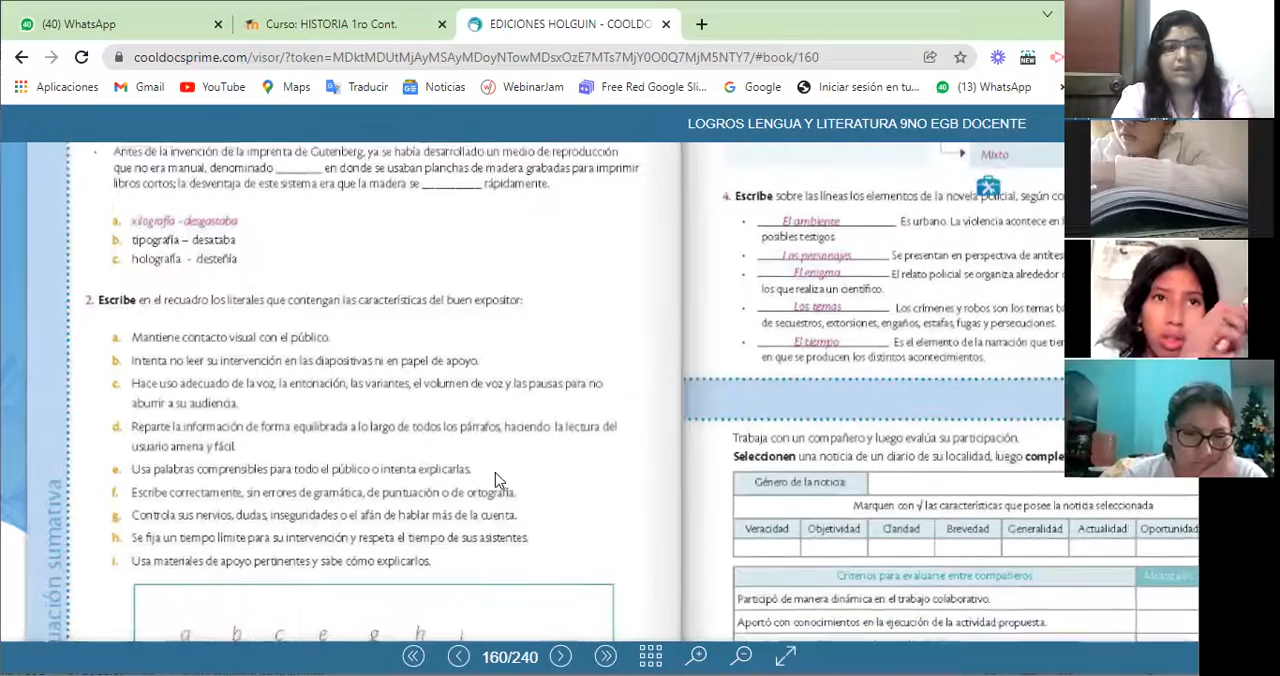 (40) WhatsApp
Curso: HISTORIA 1ro Cont.
EDICIONES HOLGUIN - COOLDO
cooldocsprime.com/visor/?token=MDktMDUtMjAyMSAyMDoyNTowMDsxOzE7MTs7MjY0O0Q7MjM5NTY7/#book/160
Aplicaciones
Gmail
YouTube
Maps
Traducir
Noticias
WebinarJam
Free Red Google Sli...
Google
Iniciar sesión en tu...
(13) WhatsApp
LOGROS LENGUA Y LITERATURA 9NO EGB DOCENTE
Antes de la invención de la imprenta de Gutenberg, ya se había desarrollado un medio de reproducción
que no era manual, denominado ________ en donde se usaban planchas de madera grabadas para imprimir
libros cortos; la desventaja de este sistema era que la madera se __________ rápidamente.
a. xilografía - desgastaba
b. tipografía – desataba
c. holografía - desteñía
2. Escribe en el recuadro los literales que contengan las características del buen expositor:
a. Mantiene contacto visual con el público.
b. Intenta no leer su intervención en las diapositivas ni en papel de apoyo.
c. Hace uso adecuado de la voz, la entonación, las variantes, el volumen de voz y las pausas para no
aburrir a su audiencia.
d. Reparte la información de forma equilibrada a lo largo de todos los párrafos, haciendo la lectura del
usuario amena y fácil.
e. Usa palabras comprensibles para todo el público o intenta explicarlas.
f. Escribe correctamente, sin errores de gramática, de puntuación o de ortografía.
g. Controla sus nervios, dudas, inseguridades o el afán de hablar más de la cuenta.
h. Se fija un tiempo límite para su intervención y respeta el tiempo de sus asistentes.
i. Usa materiales de apoyo pertinentes y sabe cómo explicarlos.
a b c e g h i
uación sumativa
Mixto
4. Escribe sobre las líneas los elementos de la novela policial, según co
El ambiente Es urbano. La violencia acontece en l
posibles testigos.
Los personajes Se presentan en perspectiva de antítes
El enigma El relato policial se organiza alrededor
los que realiza un científico.
Los temas Los crímenes y robos son los temas b
de secuestros, extorsiones, engaños, estafas, fugas y persecuciones.
El tiempo Es el elemento de la narración que tie
en que se producen los distintos acontecimientos.
Trabaja con un compañero y luego evalúa su participación.
Seleccionen una noticia de un diario de su localidad, luego comple
Género de la noticia:
Marquen con √ las características que posee la noticia seleccionada
Veracidad Objetividad Claridad Brevedad Generalidad Actualidad Oportunidad
Criterios para evaluarse entre compañeros Alcanzado
Participó de manera dinámica en el trabajo colaborativo.
Aportó con conocimientos en la ejecución de la actividad propuesta.
160/240